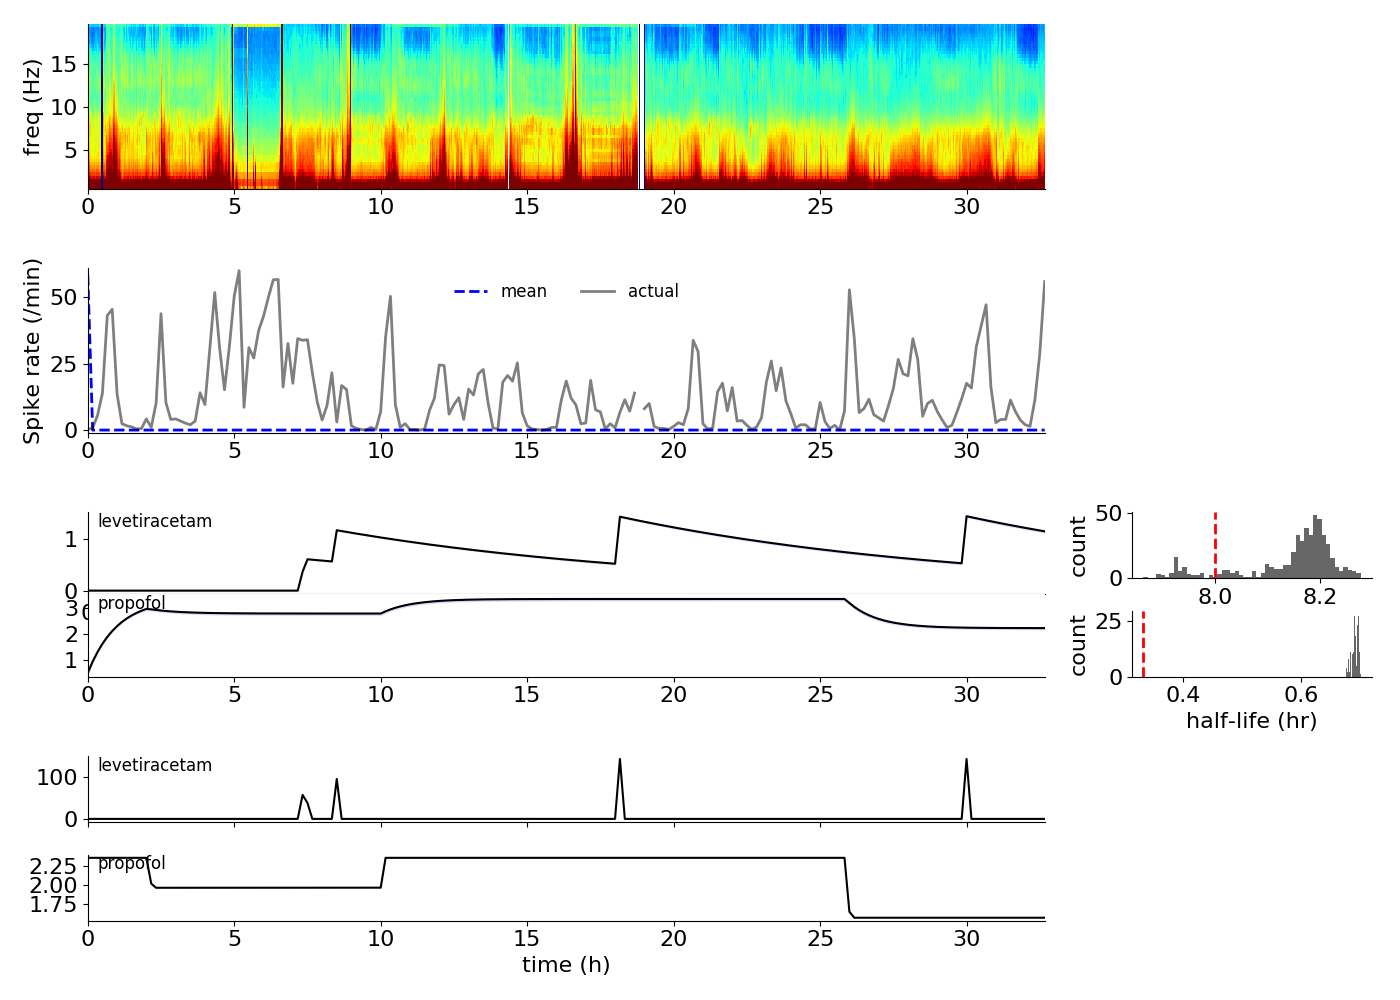 freq (Hz)
15
10
5
0 5 10 15 20 25 30
Spike rate (/min)
50
25
0
mean actual
0 5 10 15 20 25 30
levetiracetam
1
0
0
propofol
3
2
1
0 5 10 15 20 25 30
count
50
0
8.0 8.2
count
25
0
0.4 0.6
half-life (hr)
levetiracetam
100
0
propofol
2.25
2.00
1.75
0 5 10 15 20 25 30
time (h)